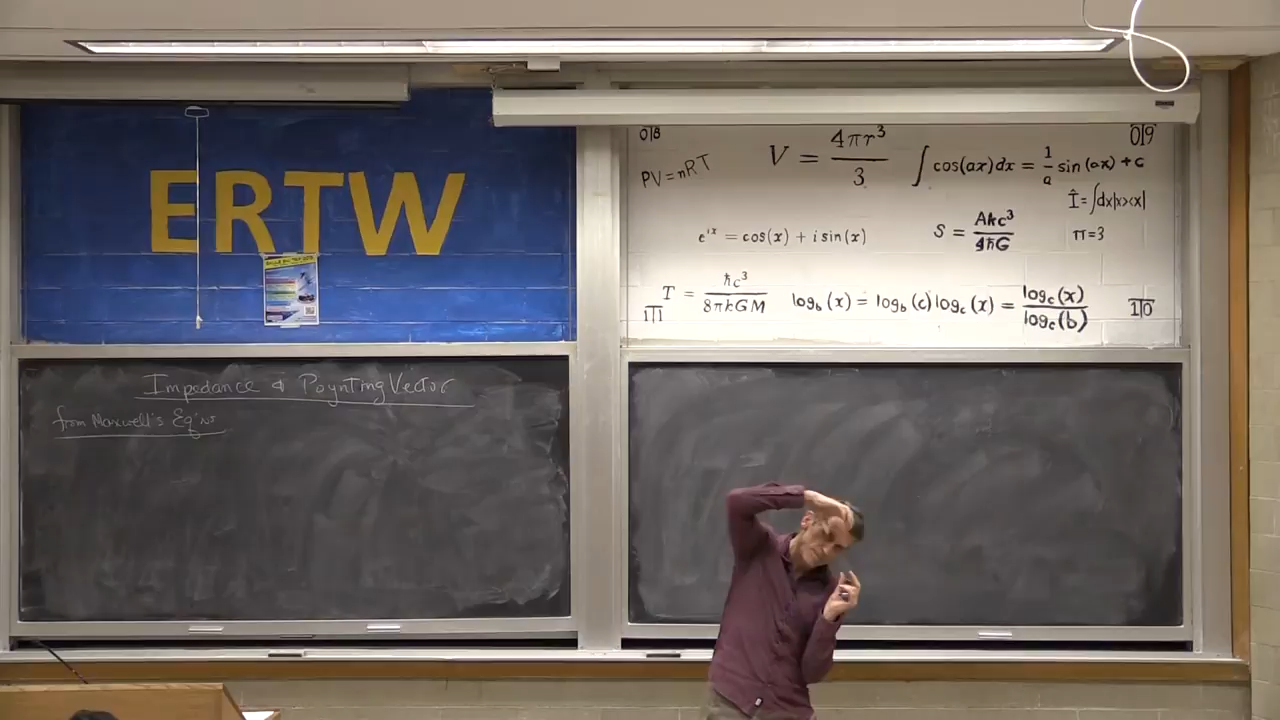 ERTW
Impedance & Poynting Vector
from Maxwell's Eq'ns
0|8
0|9
PV=nRT
V = 4πr³/3
∫cos(ax)dx = 1/a sin(ax) + c
Î = ∫dx|x><x|
e^ix = cos(x) + i sin(x)
S = Akc³/4ħG
π=3
T = ħc³/8πkGM
log_b(x) = log_b(c) log_c(x) = log_c(x)/log_c(b)
1|1
1|0